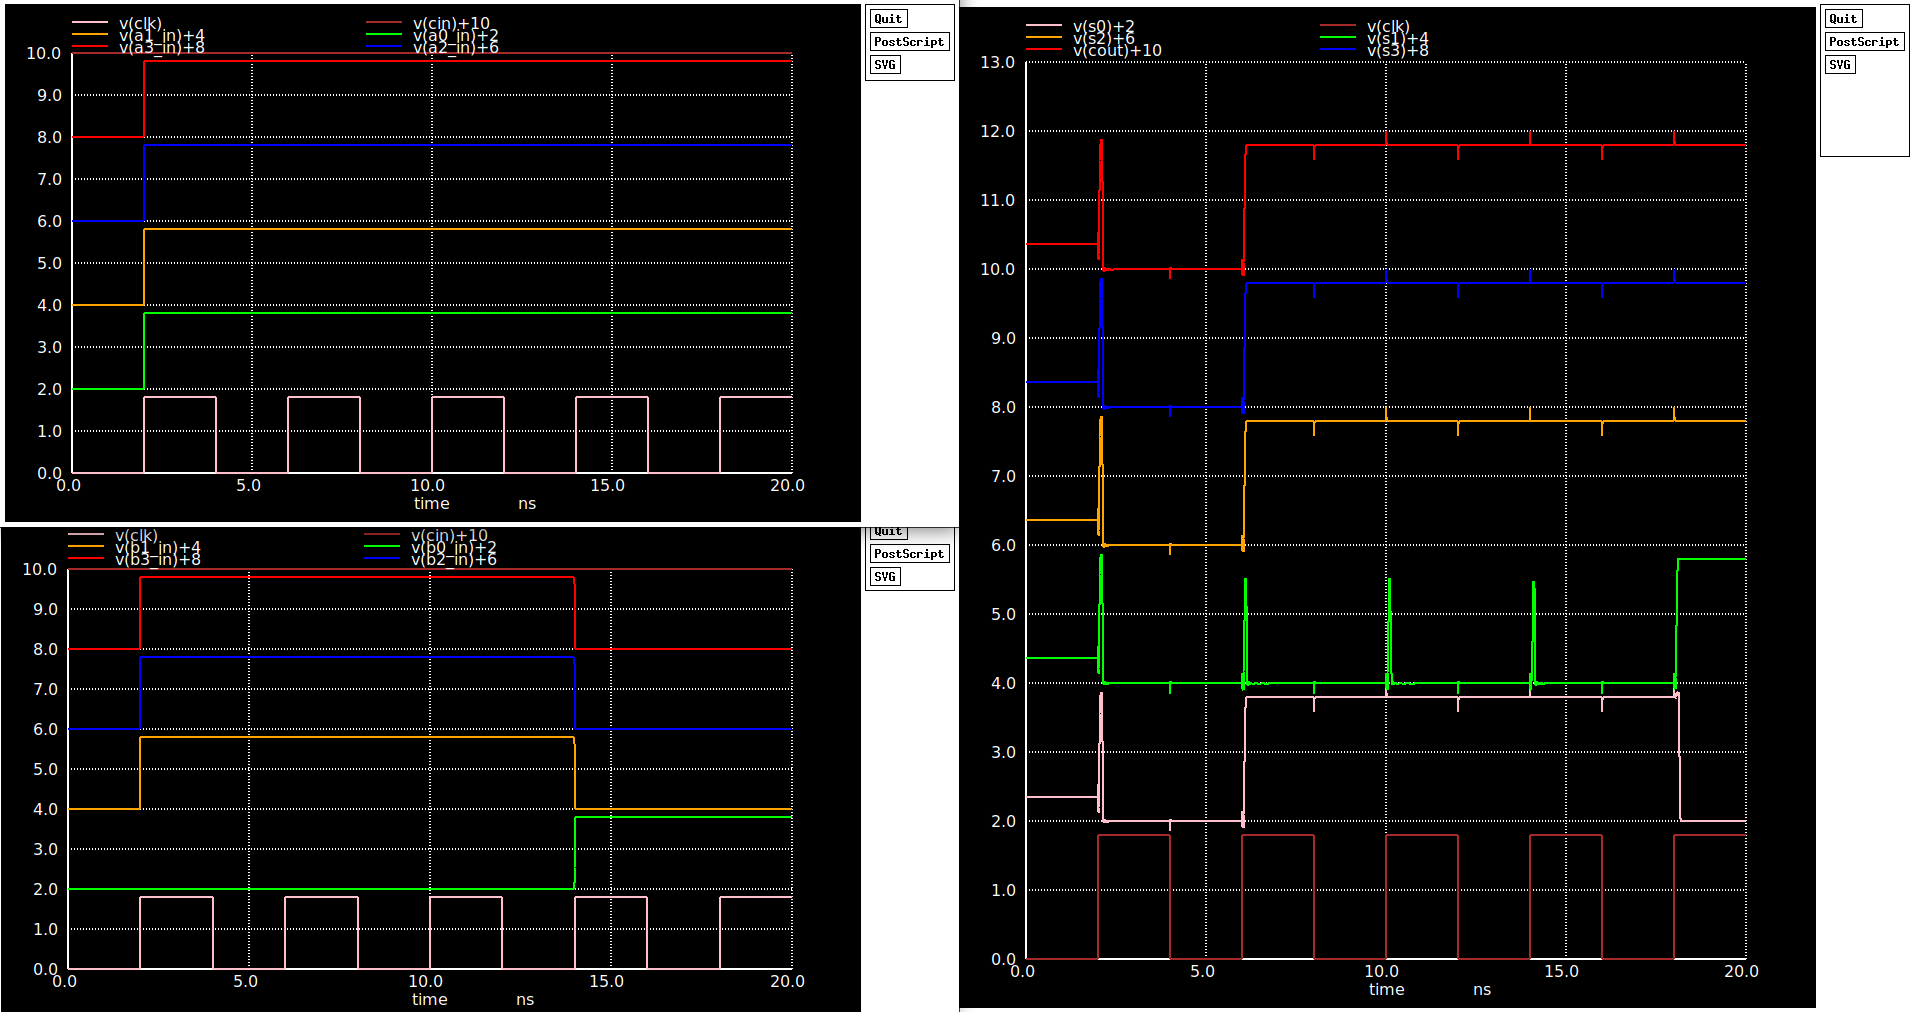 v(clk) v(cin)+10
v(a1_in)+4 v(a0_in)+2
v(a3_in)+8 v(a2_in)+6
10.0
9.0
8.0
7.0
6.0
5.0
4.0
3.0
2.0
1.0
0.0
0.0 5.0 10.0 15.0 20.0
time ns
Quit
PostScript
SVG
v(clk) v(cin)+10
v(b1_in)+4 v(b0_in)+2
v(b3_in)+8 v(b2_in)+6
10.0
9.0
8.0
7.0
6.0
5.0
4.0
3.0
2.0
1.0
0.0
0.0 5.0 10.0 15.0 20.0
time ns
Quit
PostScript
SVG
v(s0)+2 v(clk)
v(s2)+6 v(s1)+4
v(cout)+10 v(s3)+8
13.0
12.0
11.0
10.0
9.0
8.0
7.0
6.0
5.0
4.0
3.0
2.0
1.0
0.0
0.0 5.0 10.0 15.0 20.0
time ns
Quit
PostScript
SVG